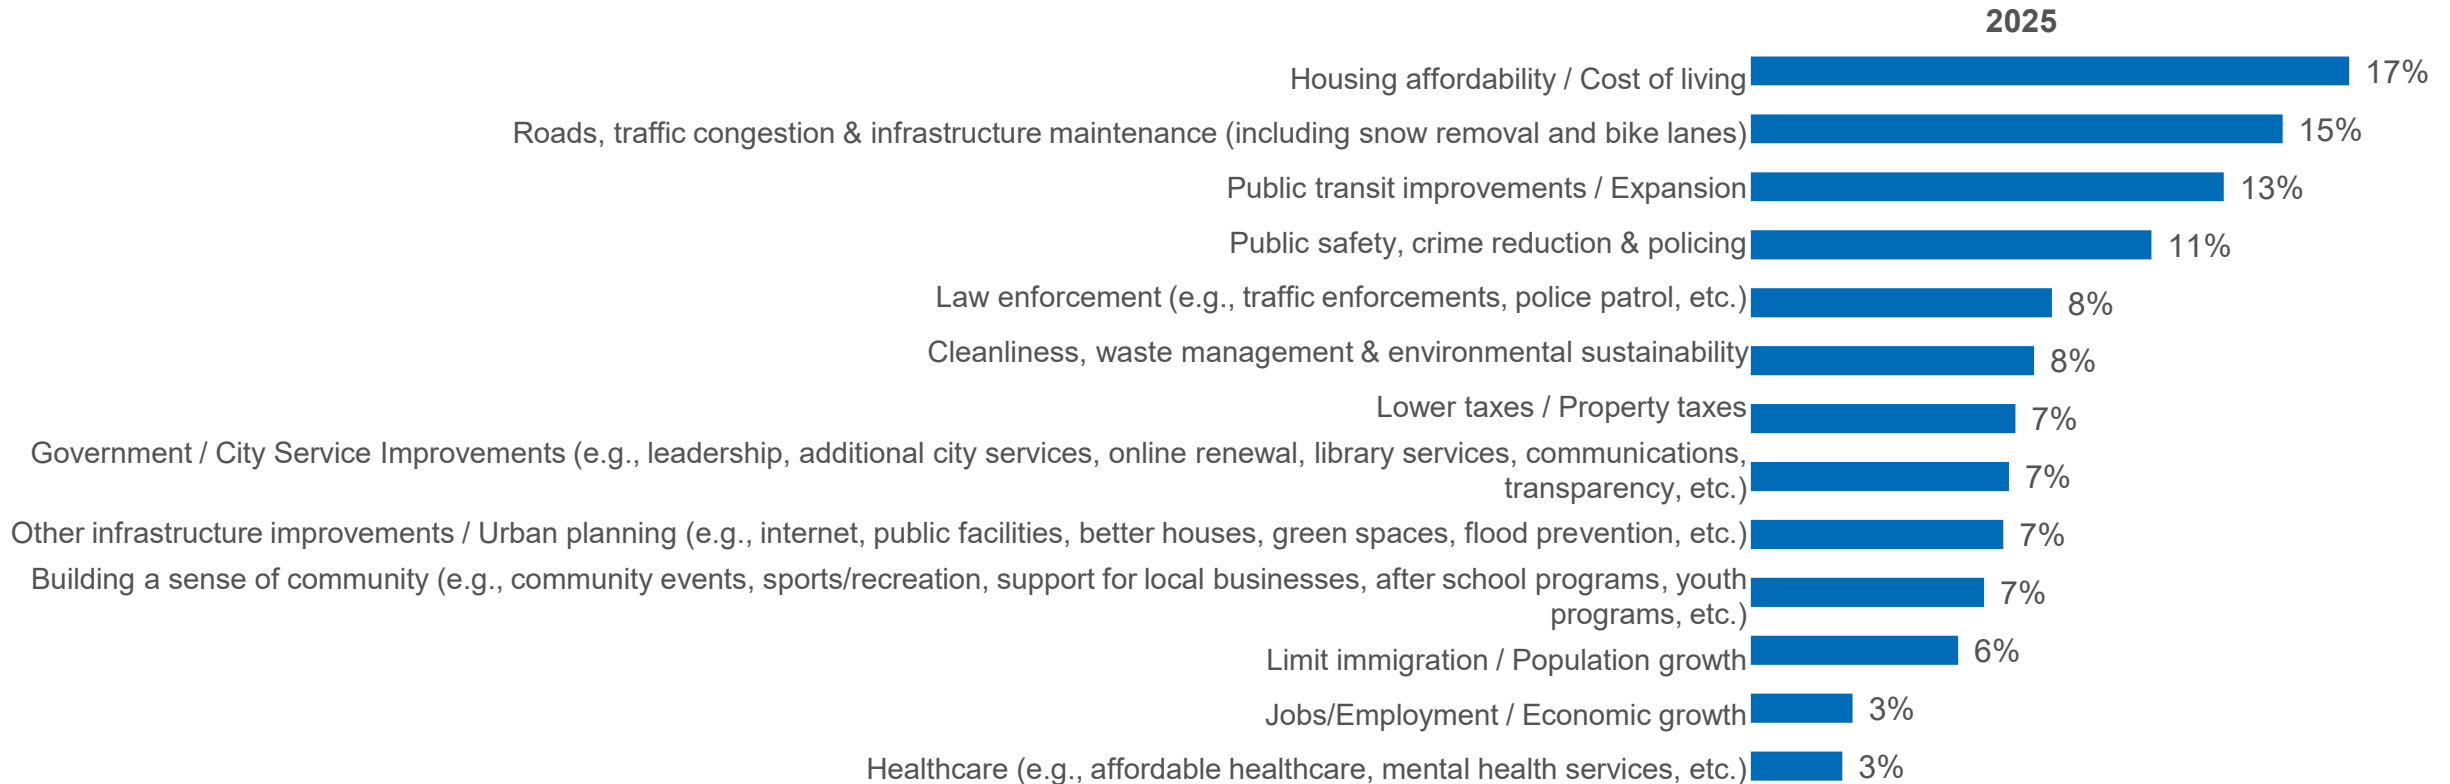 2025
Housing affordability / Cost of living 17%
Roads, traffic congestion & infrastructure maintenance (including snow removal and bike lanes) 15%
Public transit improvements / Expansion 13%
Public safety, crime reduction & policing 11%
Law enforcement (e.g., traffic enforcements, police patrol, etc.) 8%
Cleanliness, waste management & environmental sustainability 8%
Lower taxes / Property taxes 7%
Government / City Service Improvements (e.g., leadership, additional city services, online renewal, library services, communications,
transparency, etc.) 7%
Other infrastructure improvements / Urban planning (e.g., internet, public facilities, better houses, green spaces, flood prevention, etc.) 7%
Building a sense of community (e.g., community events, sports/recreation, support for local businesses, after school programs, youth
programs, etc.) 7%
Limit immigration / Population growth 6%
Jobs/Employment / Economic growth 3%
Healthcare (e.g., affordable healthcare, mental health services, etc.) 3%